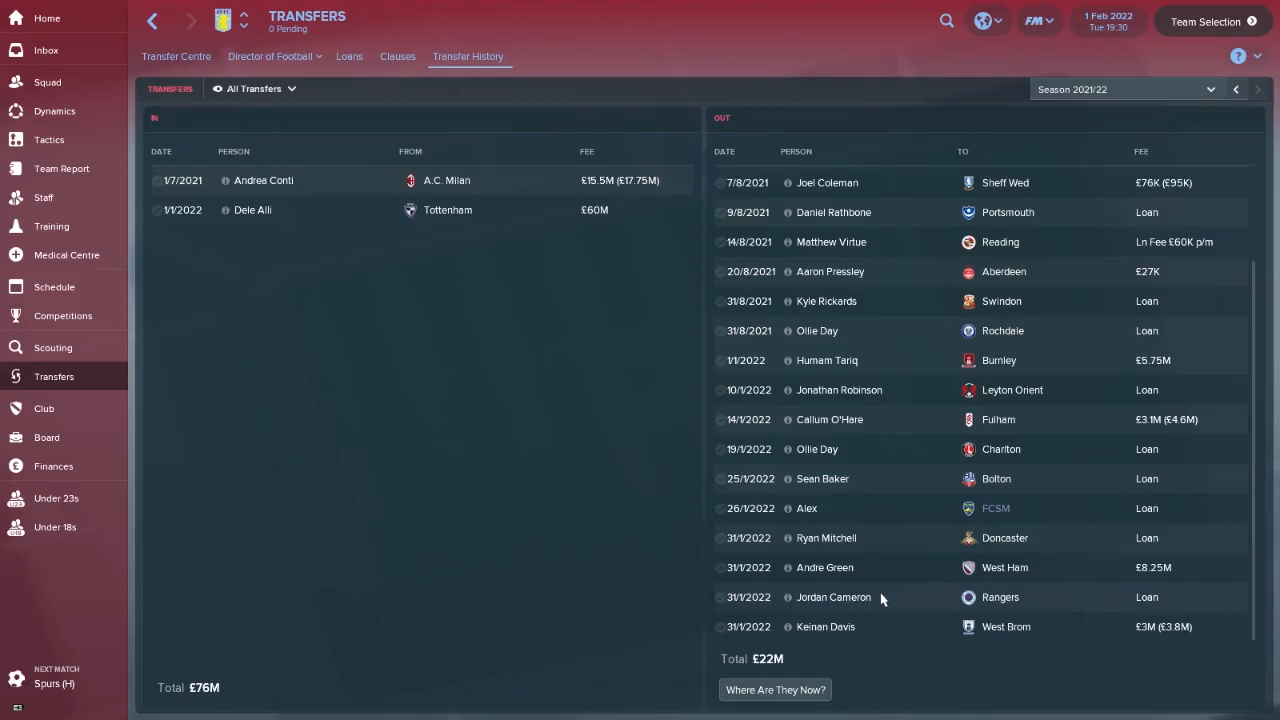 Home
Inbox
Squad
Dynamics
Tactics
Team Report
Staff
Training
Medical Centre
Schedule
Competitions
Scouting
Transfers
Club
Board
Finances
Under 23s
Under 18s
NEXT MATCH
Spurs (H)
TRANSFERS
0 Pending
FM
1 Feb 2022
Tue 19:30
Team Selection
Transfer Centre Director of Football Loans Clauses Transfer History
?
TRANSFERS All Transfers
Season 2021/22
IN
DATE PERSON FROM FEE
1/7/2021 Andrea Conti A.C. Milan £15.5M (£17.75M)
1/1/2022 Dele Alli Tottenham £60M
Total £76M
OUT
DATE PERSON TO FEE
7/8/2021 Joel Coleman Sheff Wed £76K (£95K)
9/8/2021 Daniel Rathbone Portsmouth Loan
14/8/2021 Matthew Virtue Reading Ln Fee £60K p/m
20/8/2021 Aaron Pressley Aberdeen £27K
31/8/2021 Kyle Rickards Swindon Loan
31/8/2021 Ollie Day Rochdale Loan
1/1/2022 Humam Tariq Burnley £5.75M
10/1/2022 Jonathan Robinson Leyton Orient Loan
14/1/2022 Callum O'Hare Fulham £3.1M (£4.6M)
19/1/2022 Ollie Day Charlton Loan
25/1/2022 Sean Baker Bolton Loan
26/1/2022 Alex FCSM Loan
31/1/2022 Ryan Mitchell Doncaster Loan
31/1/2022 Andre Green West Ham £8.25M
31/1/2022 Jordan Cameron Rangers Loan
31/1/2022 Keinan Davis West Brom £3M (£3.8M)
Total £22M
Where Are They Now?